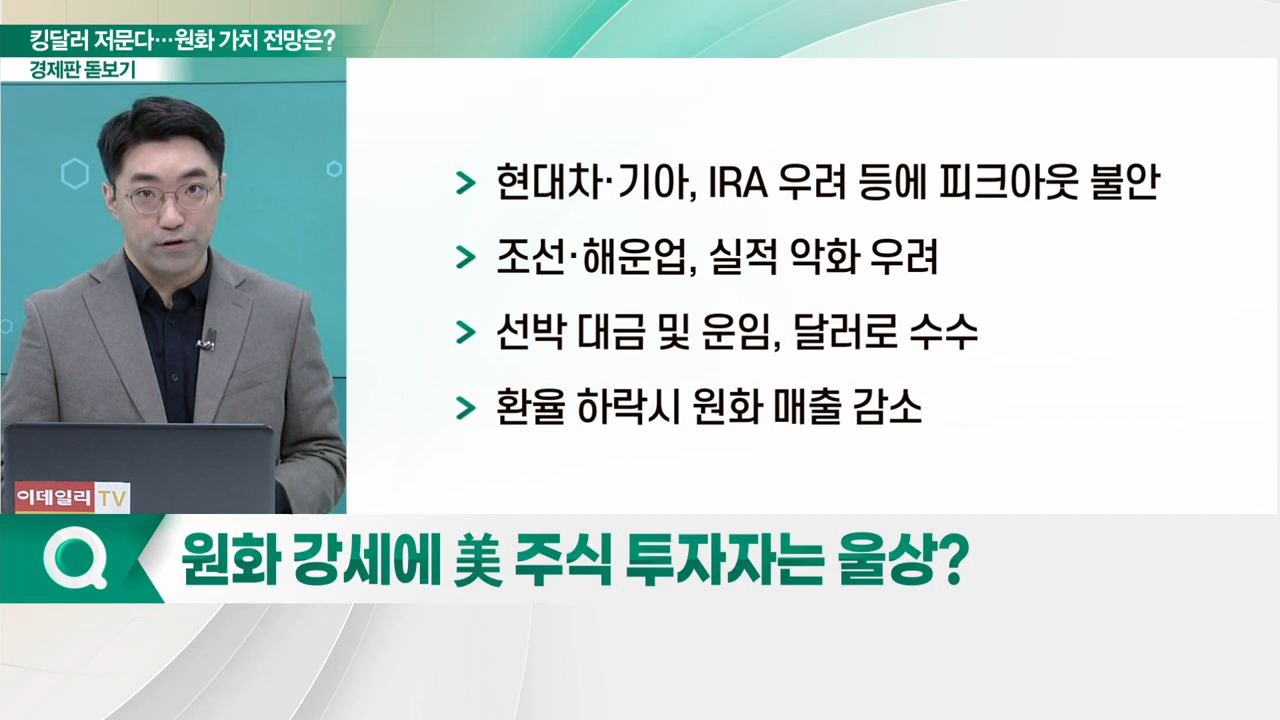 킹달러 저문다…원화 가치 전망은?
경제판 돋보기
> 현대차·기아, IRA 우려 등에 피크아웃 불안
> 조선·해운업, 실적 악화 우려
> 선박 대금 및 운임, 달러로 수수
> 환율 하락시 원화 매출 감소
이데일리 TV
원화 강세에 美 주식 투자자는 울상?